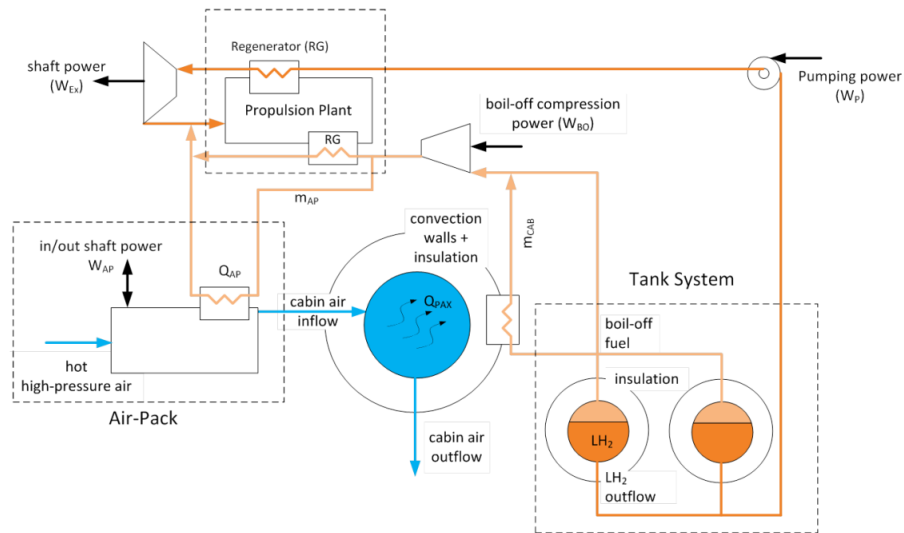 Regenerator (RG)
shaft power
(W_Ex)
Propulsion Plant
Pumping power
(W_P)
boil-off compression
power (W_BO)
RG
m_AP
m_CAB
convection
walls +
insulation
in/out shaft power
W_AP
Q_AP
cabin air
inflow
Q_PAX
Tank System
boil-off
fuel
hot
high-pressure air
insulation
Air-Pack
cabin air
outflow
LH₂
LH₂
outflow